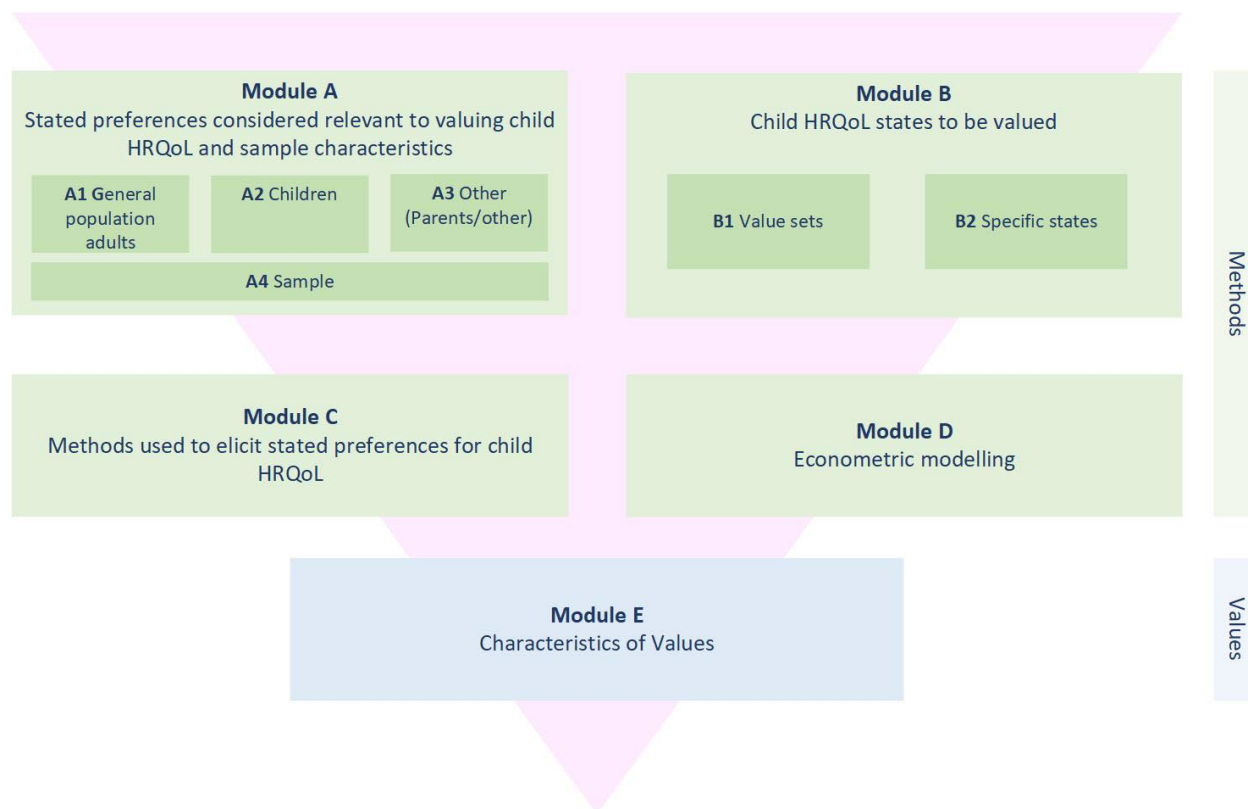 Module A
Stated preferences considered relevant to valuing child
HRQoL and sample characteristics
A1 General
population
adults
A2 Children
A3 Other
(Parents/other)
A4 Sample
Module B
Child HRQoL states to be valued
B1 Value sets
B2 Specific states
Methods
Module C
Methods used to elicit stated preferences for child
HRQoL
Module D
Econometric modelling
Module E
Characteristics of Values
Values